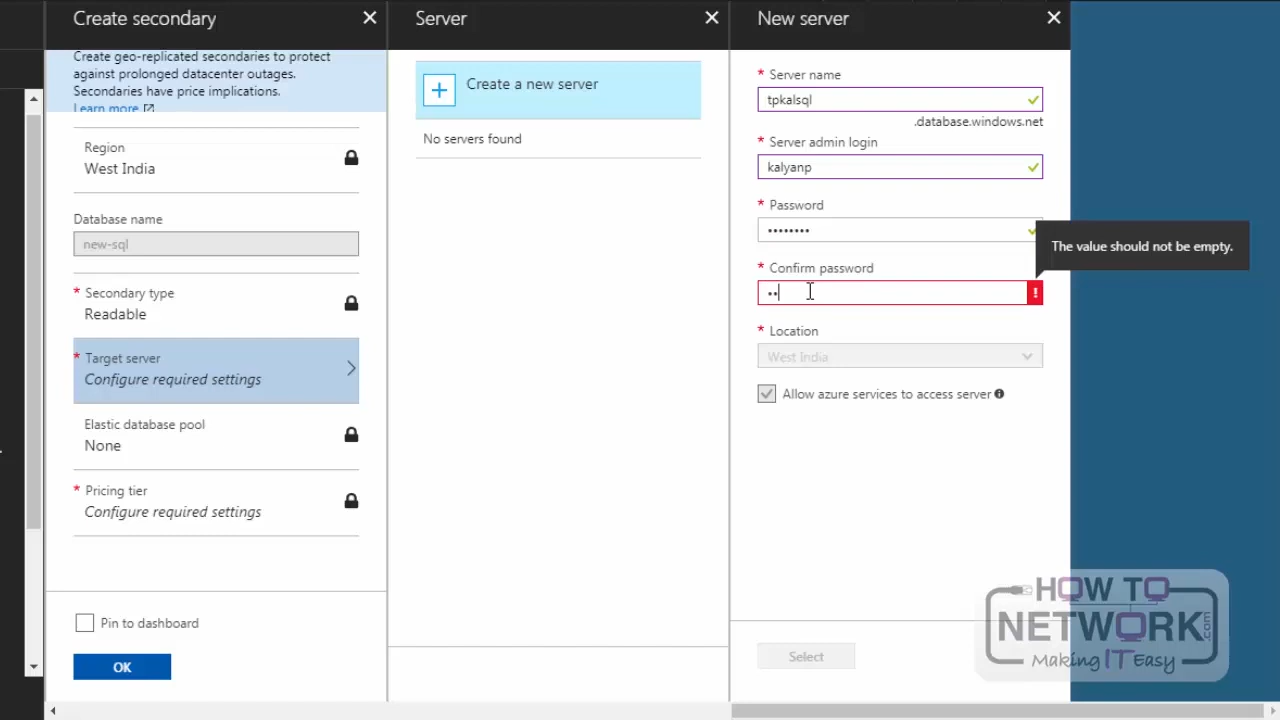 Create secondary
Create geo-replicated secondaries to protect
against prolonged datacenter outages.
Secondaries have price implications.
Learn more
Region
West India
Database name
new-sql
* Secondary type
Readable
* Target server
Configure required settings
Elastic database pool
None
* Pricing tier
Configure required settings
Pin to dashboard
OK
Server
Create a new server
No servers found
New server
* Server name
tpkalsql
.database.windows.net
* Server admin login
kalyanp
* Password
••••••••
The value should not be empty.
* Confirm password
••
* Location
West India
Allow azure services to access server
Select
HOW TO
NETWORK.com
Making IT Easy